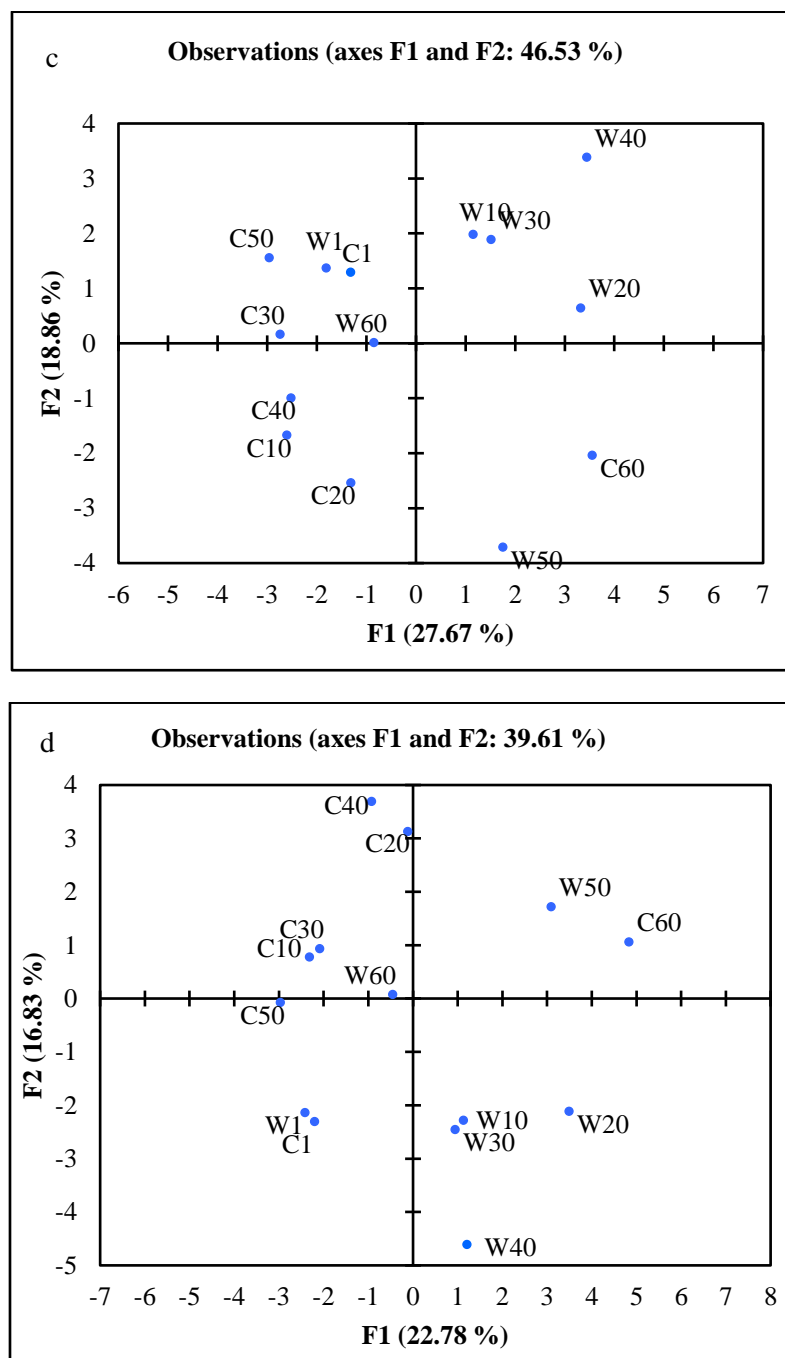 c
Observations (axes F1 and F2: 46.53 %)
4
W40
3
W10
W30
2
C50
W1
C1
1
W20
C30
W60
0
F2 (18.86 %)
-1
C40
C10
-2
C60
C20
-3
W50
-4
-6 -5 -4 -3 -2 -1 0 1 2 3 4 5 6 7
F1 (27.67 %)
d
Observations (axes F1 and F2: 39.61 %)
4
C40
3
C20
2
W50
C60
C30
1
C10
W60
0
C50
F2 (16.83 %)
-1
-2
W1
W10
W20
C1
W30
-3
-4
W40
-5
-7 -6 -5 -4 -3 -2 -1 0 1 2 3 4 5 6 7 8
F1 (22.78 %)